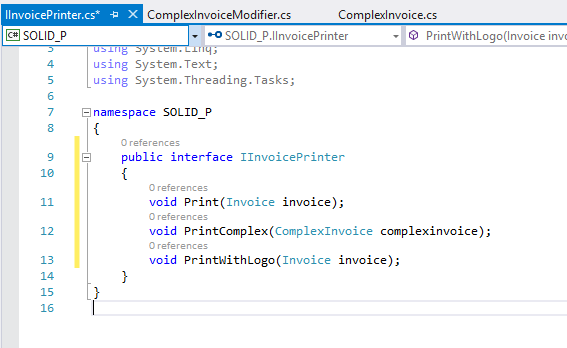 IInvoicePrinter.cs* ComplexInvoiceModifier.cs ComplexInvoice.cs
C# SOLID_P SOLID_P.IInvoicePrinter PrintWithLogo(Invoice invo
3 using System.Linq;
4 using System.Text;
5 using System.Threading.Tasks;
6
7 namespace SOLID_P
8 {
0 references
9 public interface IInvoicePrinter
10 {
0 references
11 void Print(Invoice invoice);
0 references
12 void PrintComplex(ComplexInvoice complexinvoice);
0 references
13 void PrintWithLogo(Invoice invoice);
14 }
15 }
16